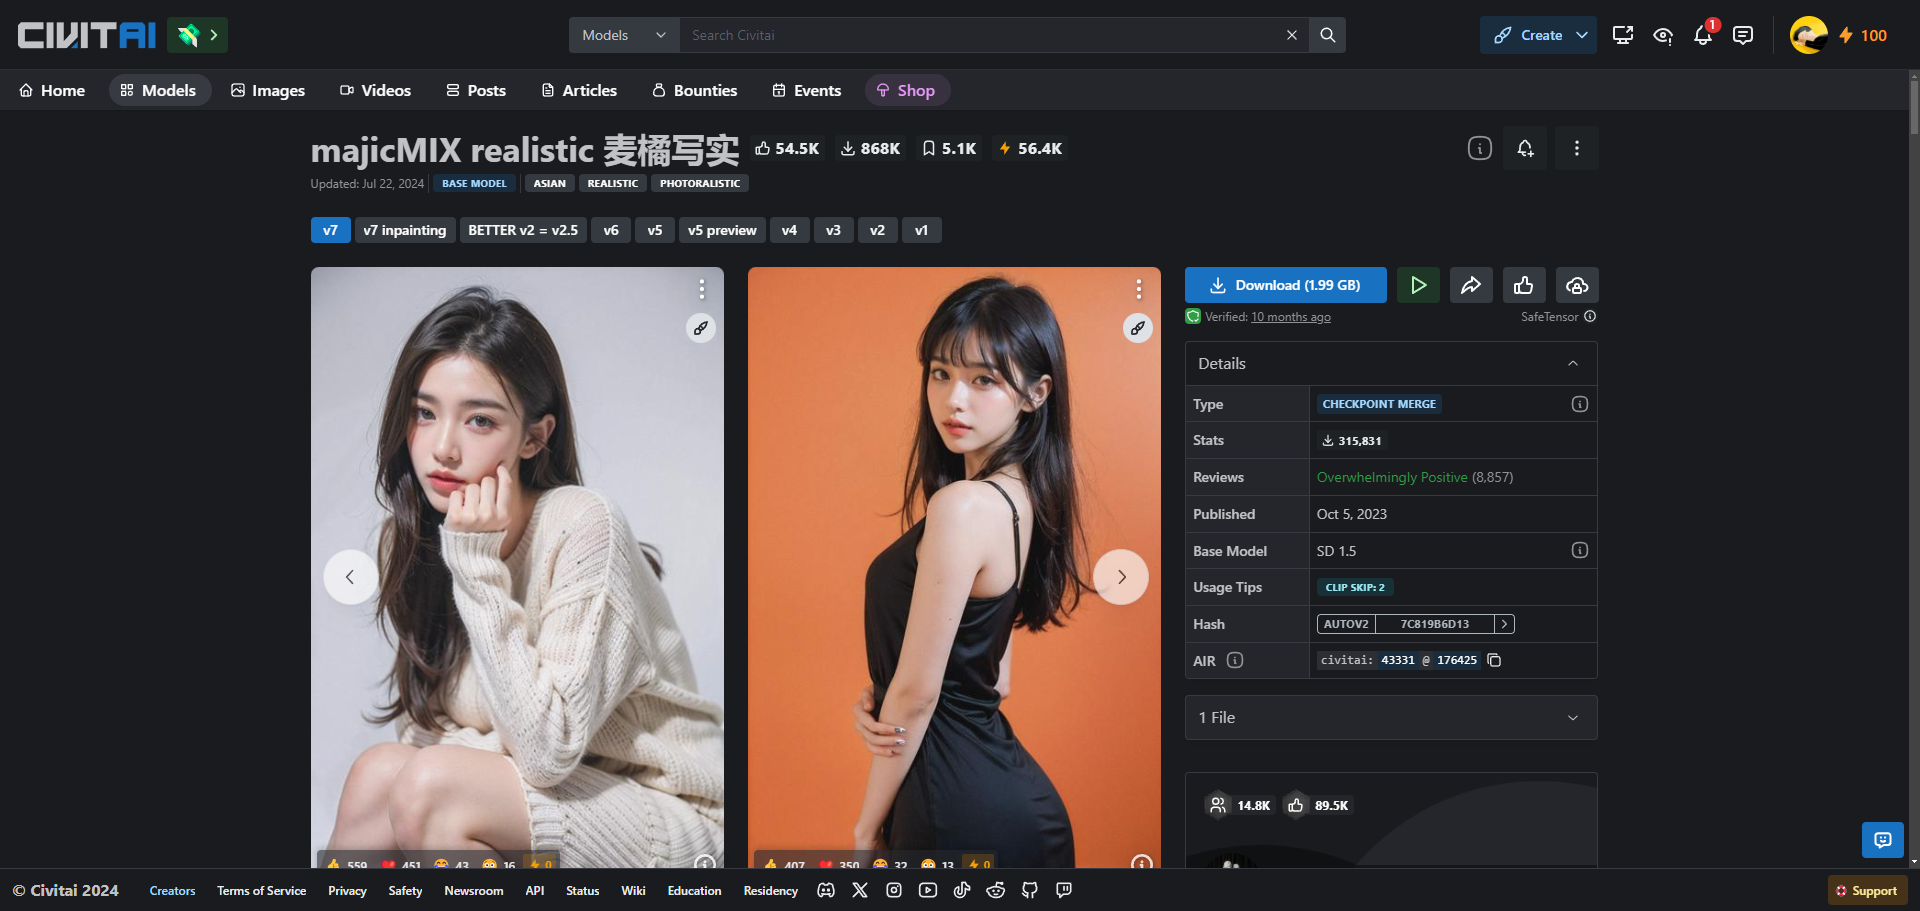 CIVITAI
Models
Search Civitai
Create
1
100
Home
Models
Images
Videos
Posts
Articles
Bounties
Events
Shop
majicMIX realistic 麦橘写实
54.5K
868K
5.1K
56.4K
Updated: Jul 22, 2024
BASE MODEL
ASIAN
REALISTIC
PHOTORALISTIC
v7
v7 inpainting
BETTER v2 = v2.5
v6
v5
v5 preview
v4
v3
v2
v1
Download (1.99 GB)
Verified: 10 months ago
SafeTensor
Details
Type
CHECKPOINT MERGE
Stats
315,831
Reviews
Overwhelmingly Positive (8,857)
Published
Oct 5, 2023
Base Model
SD 1.5
Usage Tips
CLIP SKIP: 2
Hash
AUTOV2
7C819B6D13
AIR
civitai: 43331 @ 176425
1 File
14.8K
89.5K
559
451
43
16
0
407
350
32
13
0
© Civitai 2024
Creators
Terms of Service
Privacy
Safety
Newsroom
API
Status
Wiki
Education
Residency
Support